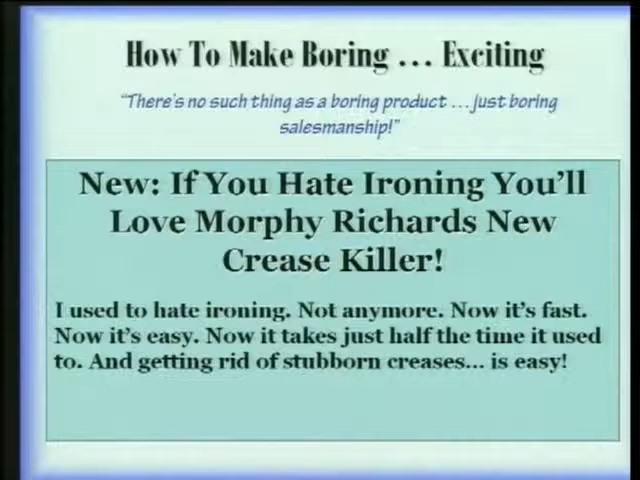 How To Make Boring … Exciting
"There's no such thing as a boring product … just boring
salesmanship!"
New: If You Hate Ironing You'll
Love Morphy Richards New
Crease Killer!
I used to hate ironing. Not anymore. Now it's fast.
Now it's easy. Now it takes just half the time it used
to. And getting rid of stubborn creases... is easy!